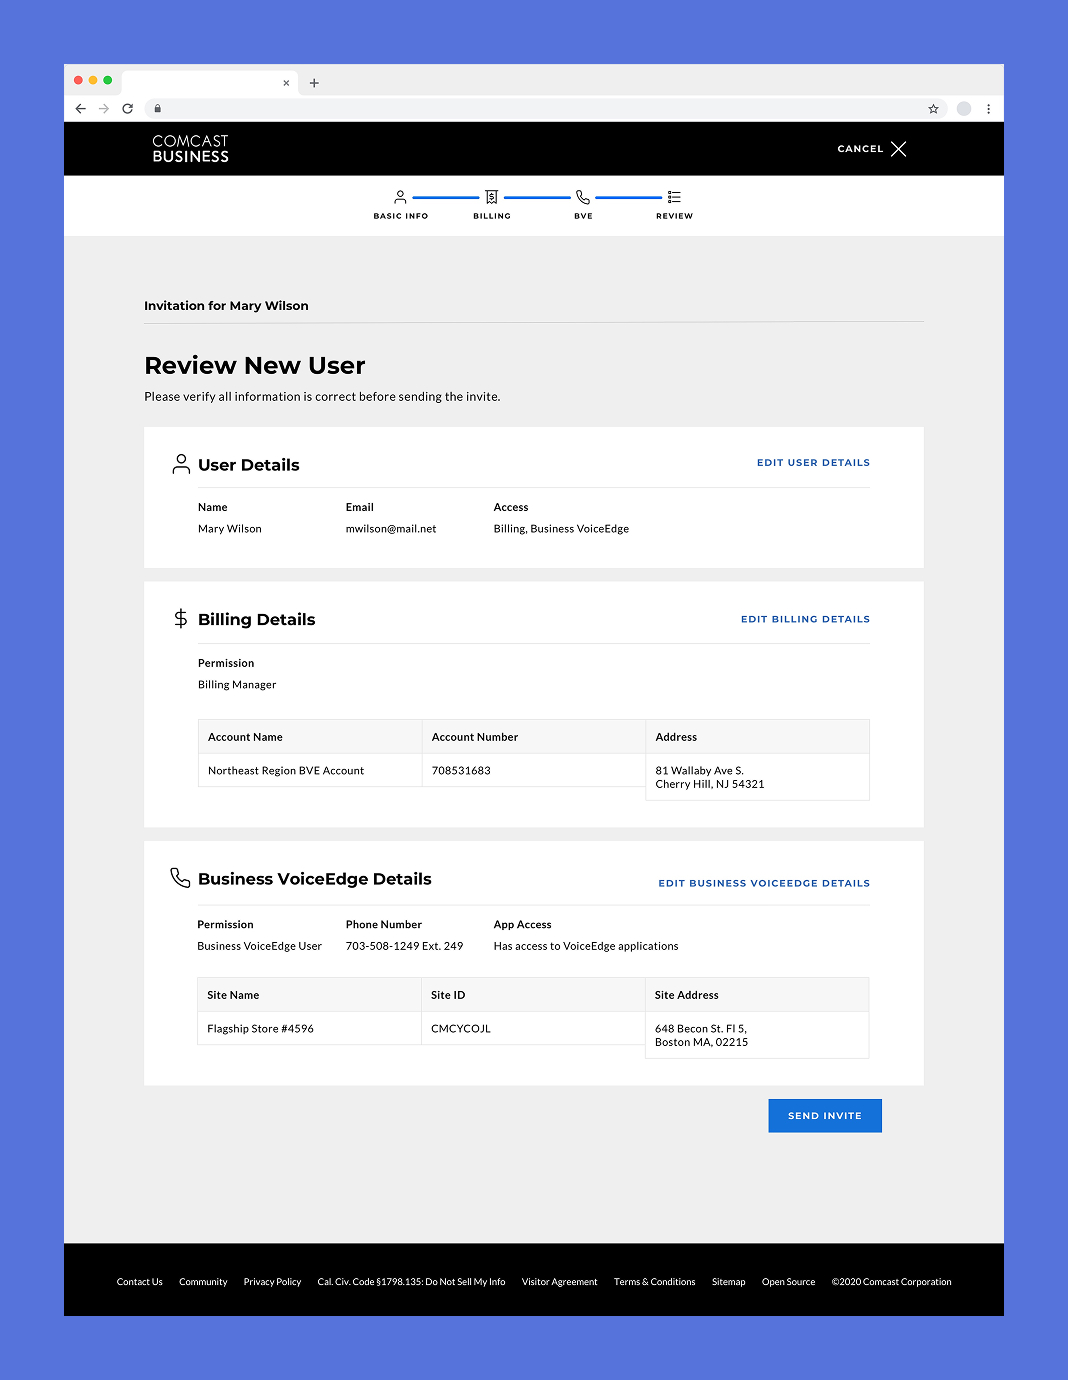 COMCAST
BUSINESS
CANCEL
BASIC INFO
BILLING
BVE
REVIEW
Invitation for Mary Wilson
Review New User
Please verify all information is correct before sending the invite.
User Details
EDIT USER DETAILS
Name
Email
Access
Mary Wilson
mwilson@mail.net
Billing, Business VoiceEdge
Billing Details
EDIT BILLING DETAILS
Permission
Billing Manager
Account Name
Account Number
Address
Northeast Region BVE Account
708531683
81 Wallaby Ave S.
Cherry Hill, NJ 54321
Business VoiceEdge Details
EDIT BUSINESS VOICEEDGE DETAILS
Permission
Phone Number
App Access
Business VoiceEdge User
703-508-1249 Ext. 249
Has access to VoiceEdge applications
Site Name
Site ID
Site Address
Flagship Store #4596
CMCYCOJL
648 Becon St. Fl 5,
Boston MA, 02215
SEND INVITE
Contact Us
Community
Privacy Policy
Cal. Civ. Code §1798.135: Do Not Sell My Info
Visitor Agreement
Terms & Conditions
Sitemap
Open Source
©2020 Comcast Corporation